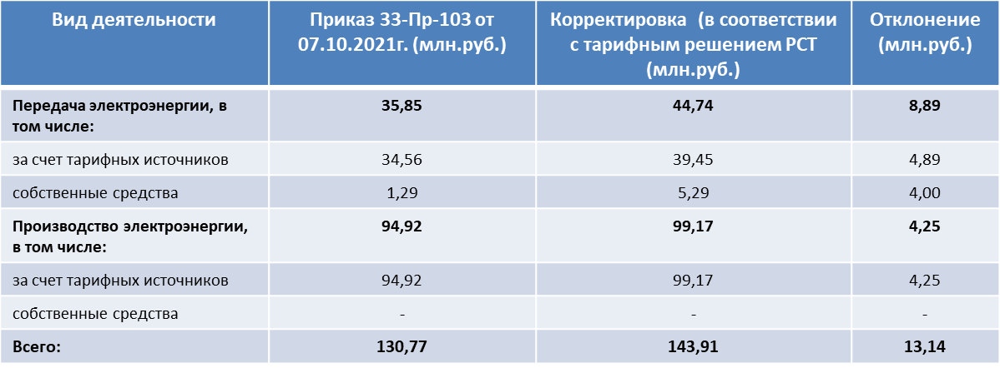 Вид деятельности
Приказ 33-Пр-103 от
07.10.2021г. (млн.руб.)
Корректировка (в соответствии
с тарифным решением РСТ
(млн.руб.)
Отклонение
(млн.руб.)
Передача электроэнергии, в
том числе:
35,85
44,74
8,89
за счет тарифных источников
34,56
39,45
4,89
собственные средства
1,29
5,29
4,00
Производство электроэнергии,
в том числе:
94,92
99,17
4,25
за счет тарифных источников
94,92
99,17
4,25
собственные средства
-
-
-
Всего:
130,77
143,91
13,14